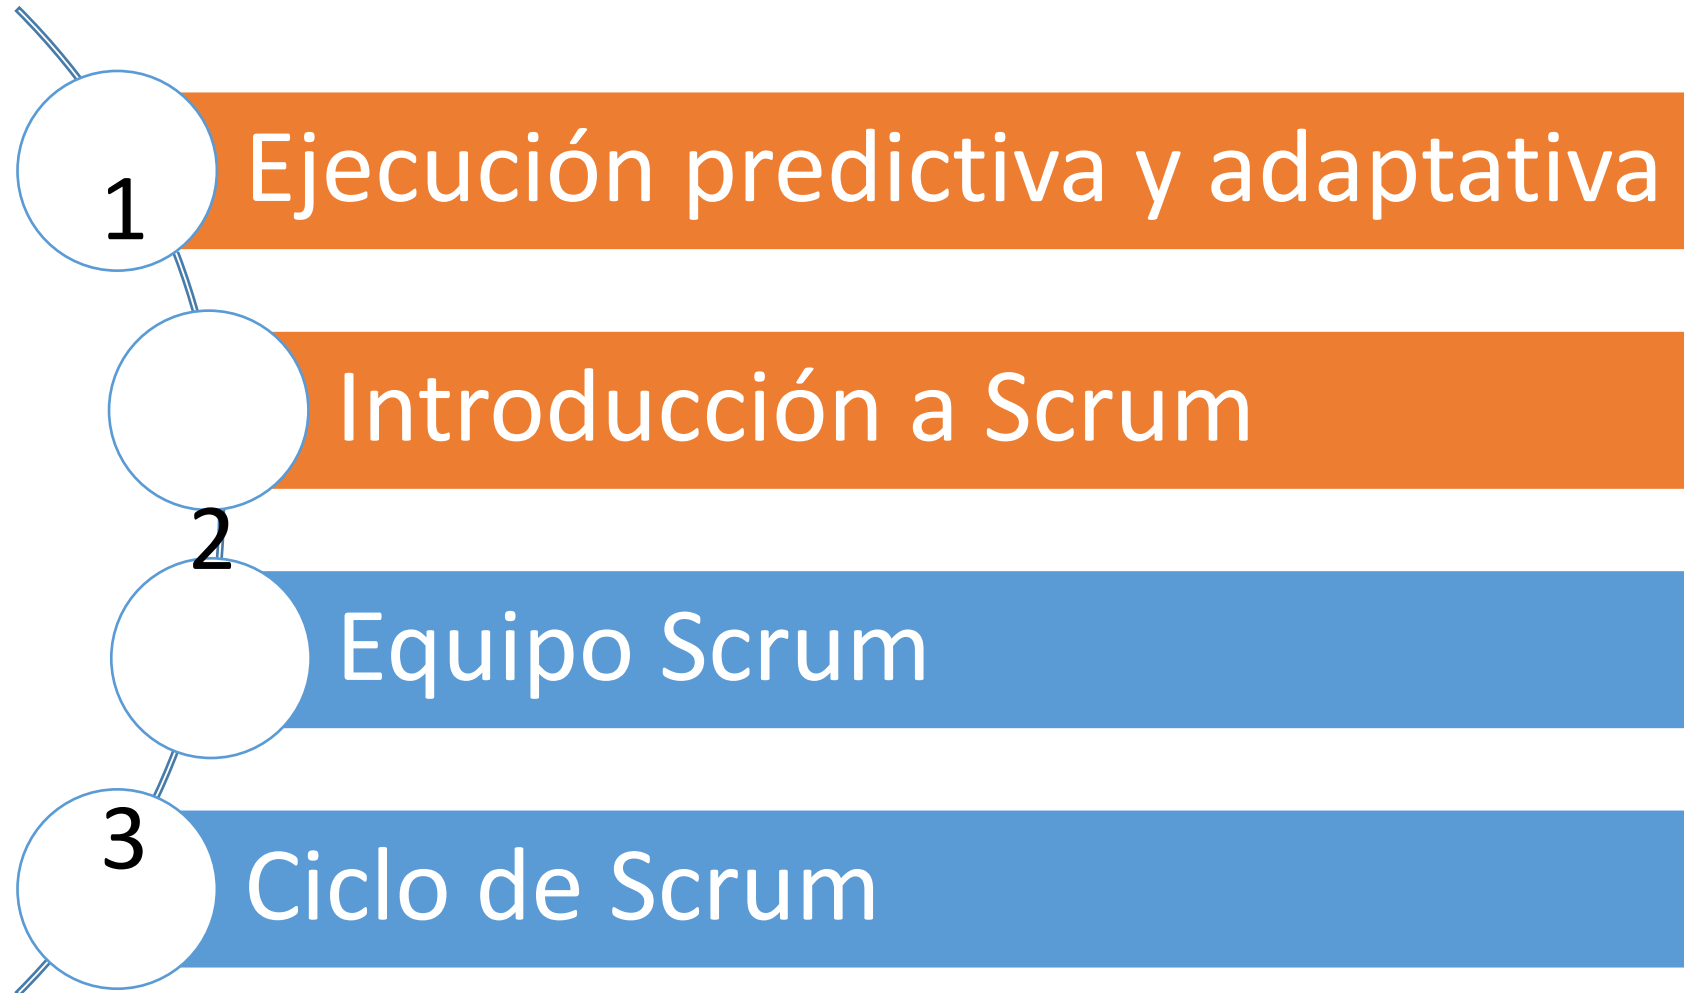 1
Ejecución predictiva y adaptativa
Introducción a Scrum
2
Equipo Scrum
3
Ciclo de Scrum